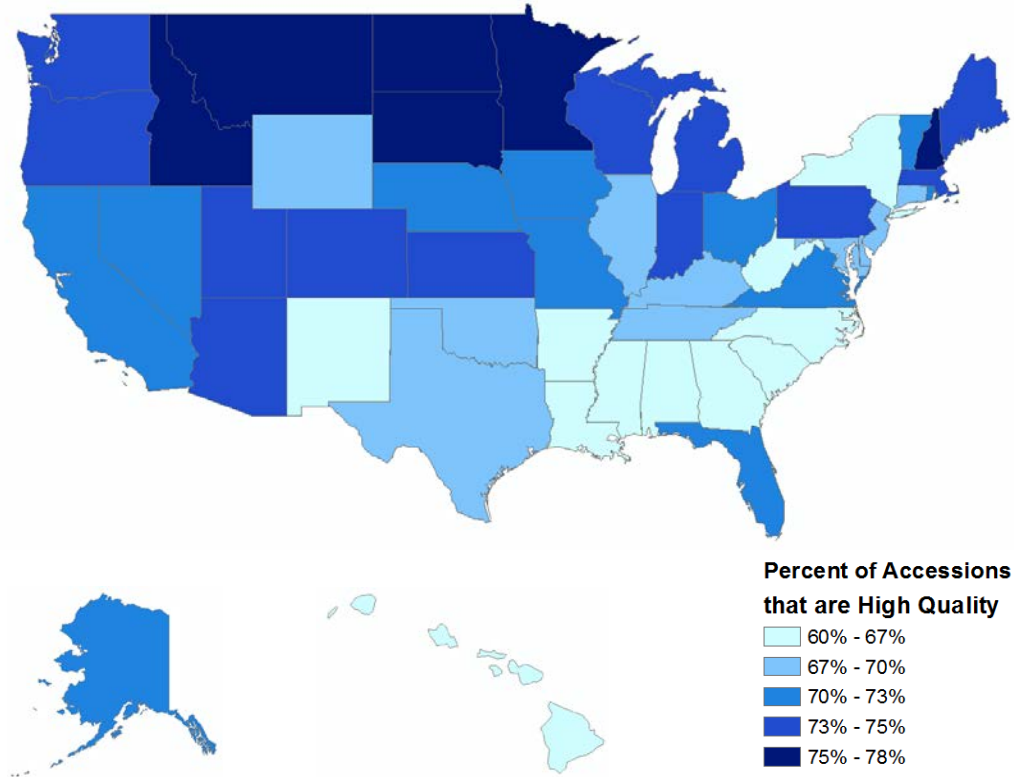 Percent of Accessions
that are High Quality
60% - 67%
67% - 70%
70% - 73%
73% - 75%
75% - 78%